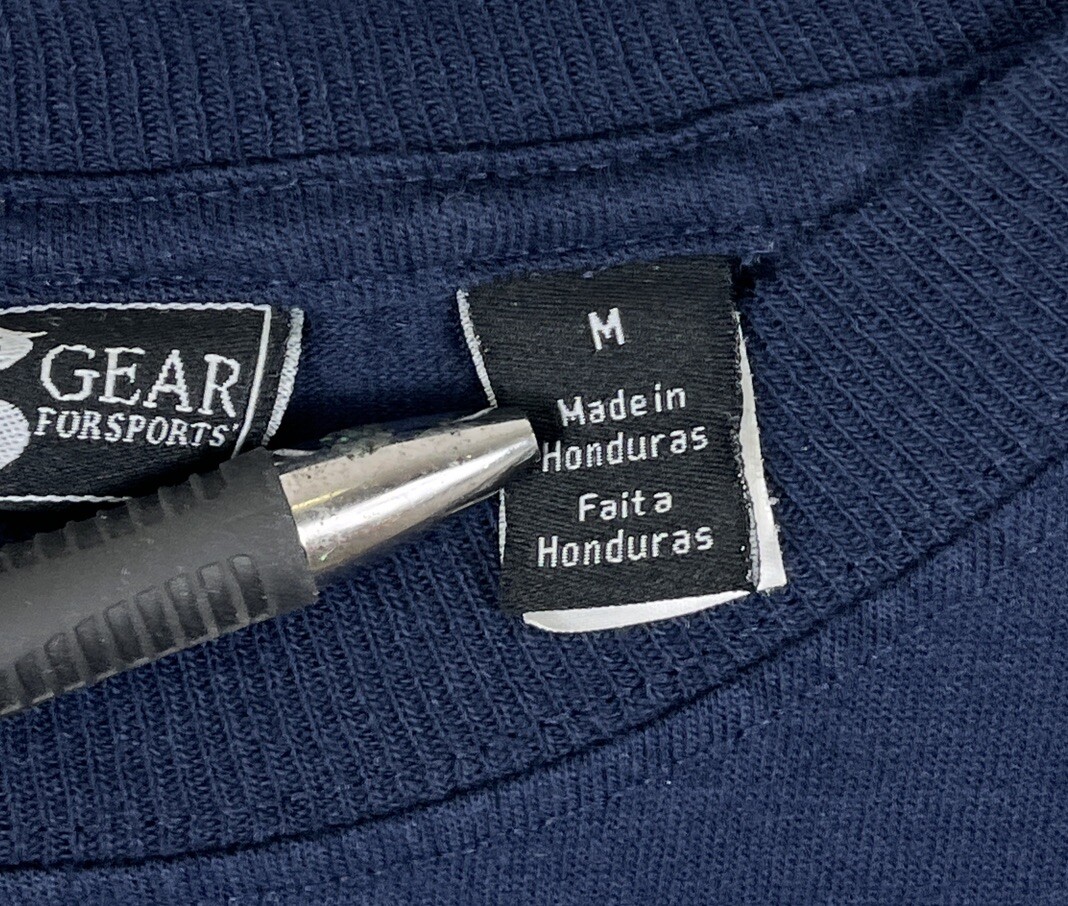 GEAR
FORSPORTS
M
Made in
Honduras
Fait a
Honduras